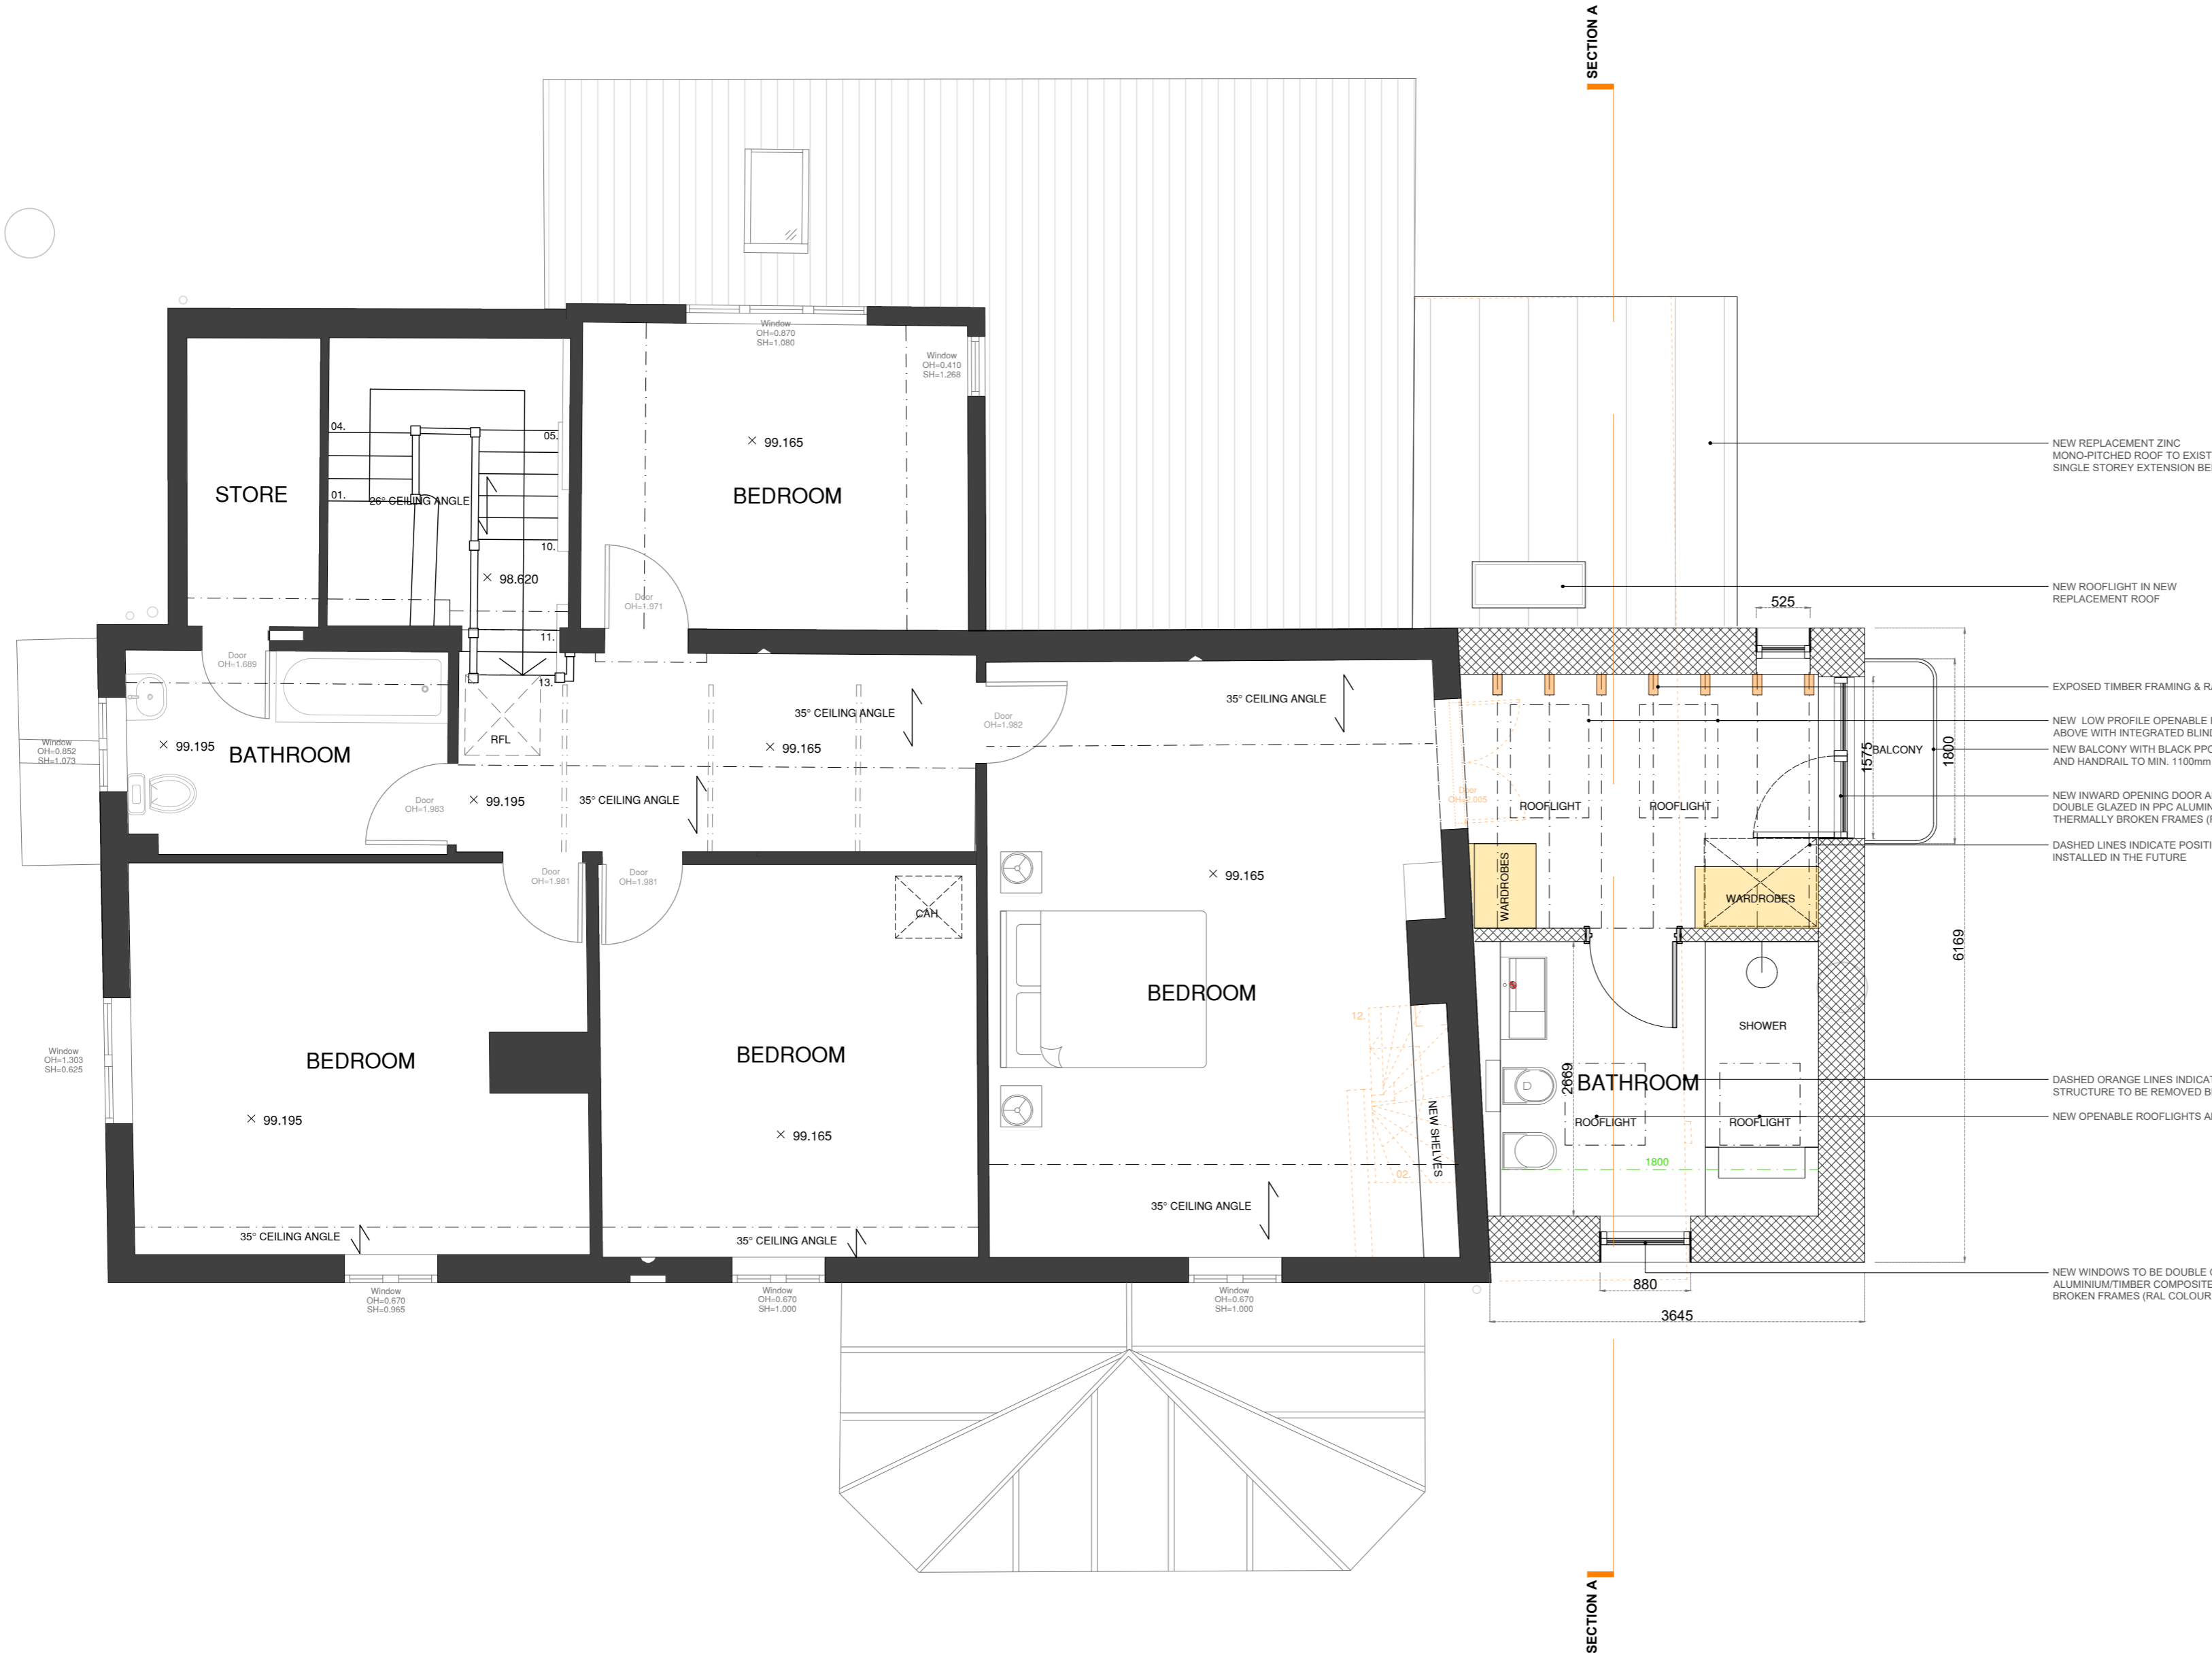 SECTION A
Window
OH=0.870
SH=1.080
Window
OH=0.410
SH=1.268
NEW REPLACEMENT ZINC
MONO-PITCHED ROOF TO EXIST
SINGLE STOREY EXTENSION BE
04.
05.
99.165
STORE
BEDROOM
01.
26° CEILING ANGLE
10.
98.620
NEW ROOFLIGHT IN NEW
REPLACEMENT ROOF
Door
OH=1.971
525
11.
Door
OH=1.689
13.
EXPOSED TIMBER FRAMING & RA
35° CEILING ANGLE
35° CEILING ANGLE
Door
OH=1.982
NEW LOW PROFILE OPENABLE
ABOVE WITH INTEGRATED BLIND
RFL
99.195
99.165
BATHROOM
Window
OH=0.852
SH=1.073
1575
BALCONY
1800
NEW BALCONY WITH BLACK PPC
AND HANDRAIL TO MIN. 1100mm
Door
OH=1.983
99.195
35° CEILING ANGLE
Door
OH=2.005
ROOFLIGHT
ROOFLIGHT
NEW INWARD OPENING DOOR A
DOUBLE GLAZED IN PPC ALUMIN
THERMALLY BROKEN FRAMES (
DASHED LINES INDICATE POSITI
INSTALLED IN THE FUTURE
Door
OH=1.981
Door
OH=1.981
99.165
WARDROBES
WARDROBES
CAH
6169
BEDROOM
SHOWER
12.
Window
OH=1.303
SH=0.625
BEDROOM
BEDROOM
2669
BATHROOM
DASHED ORANGE LINES INDICAT
STRUCTURE TO BE REMOVED B
99.195
99.165
NEW SHELVES
ROOFLIGHT
ROOFLIGHT
NEW OPENABLE ROOFLIGHTS A
1800
02.
35° CEILING ANGLE
35° CEILING ANGLE
35° CEILING ANGLE
Window
OH=0.670
SH=0.965
Window
OH=0.670
SH=1.000
Window
OH=0.670
SH=1.000
880
3645
NEW WINDOWS TO BE DOUBLE
ALUMINIUM/TIMBER COMPOSITE
BROKEN FRAMES (RAL COLOUR
SECTION A